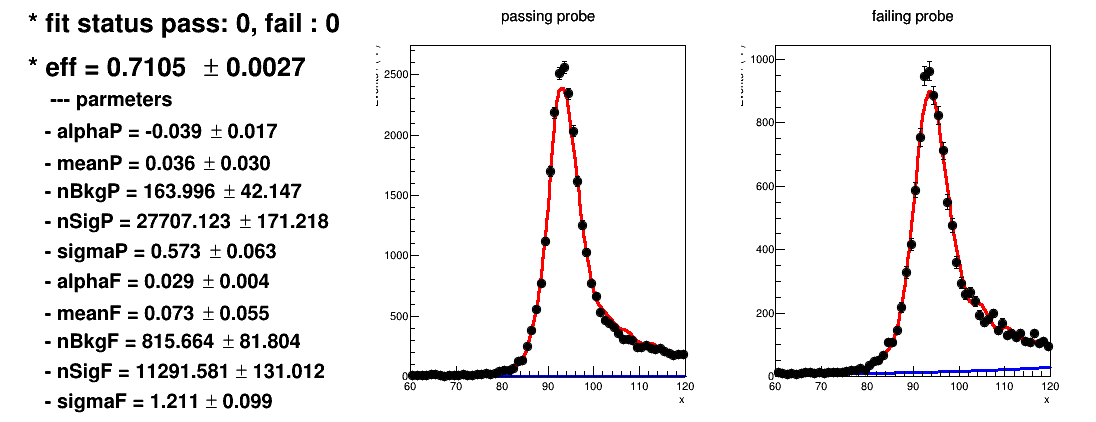 * fit status pass: 0, fail : 0
* eff = 0.7105 ± 0.0027
--- parmeters
- alphaP = -0.039 ± 0.017
- meanP = 0.036 ± 0.030
- nBkgP = 163.996 ± 42.147
- nSigP = 27707.123 ± 171.218
- sigmaP = 0.573 ± 0.063
- alphaF = 0.029 ± 0.004
- meanF = 0.073 ± 0.055
- nBkgF = 815.664 ± 81.804
- nSigF = 11291.581 ± 131.012
- sigmaF = 1.211 ± 0.099
passing probe
2500
2000
1500
1000
500
0
60 70 80 90 100 110 120
x
failing probe
1000
800
600
400
200
0
60 70 80 90 100 110 120
x